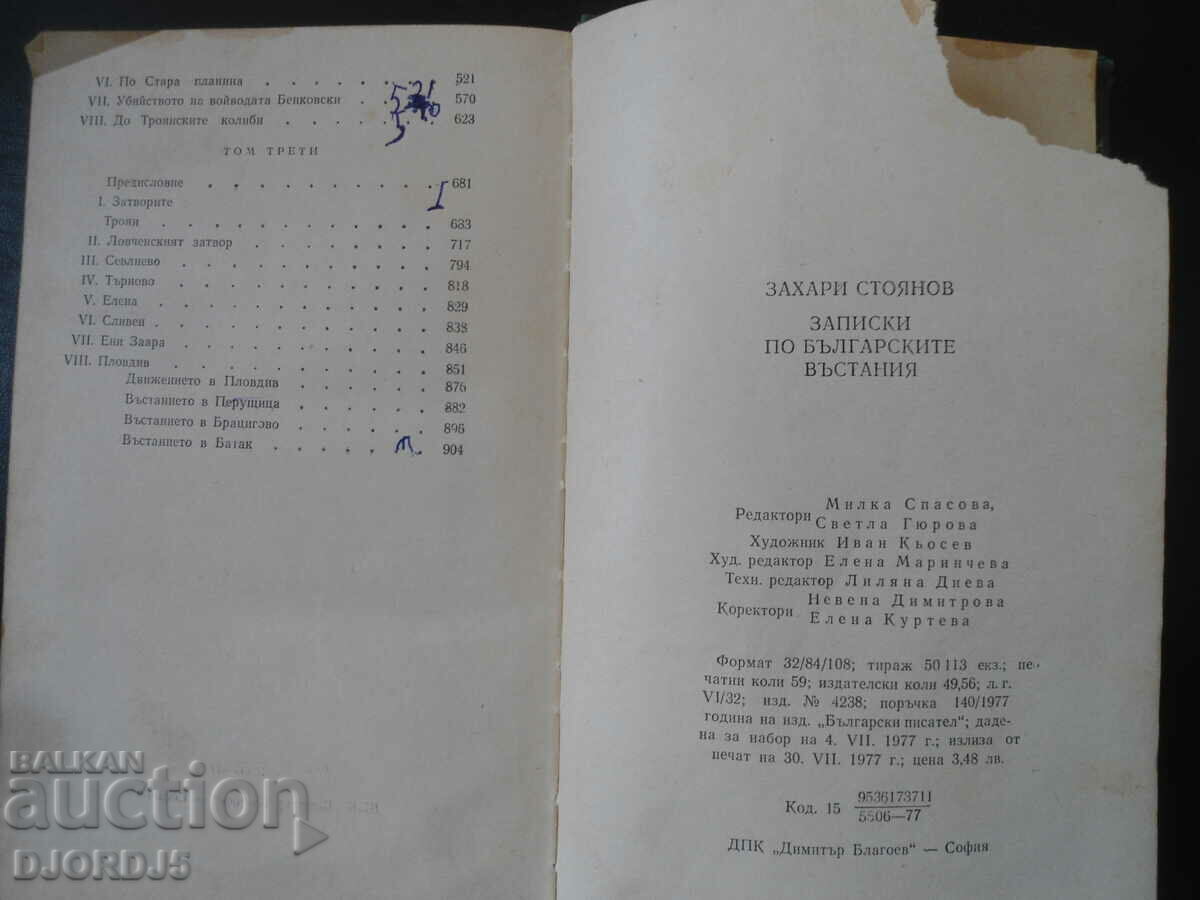 VI. По Стара планина . . . . . . . . 521
VII. Убийството на войводата Бенковски . . 570
VIII. До Троянските колиби . . . . . . 623
521
570
5
ТОМ ТРЕТИ
Предисловие . . . . . . . . . . . 681
I
I. Затворите
Троян . . . . . . . . . . . . . 683
II. Ловченският затвор . . . . . . . . 717
III. Севлиево . . . . . . . . . . . . 794
IV. Търново . . . . . . . . . . . . 818
V. Елена . . . . . . . . . . . . . 829
VI. Сливен . . . . . . . . . . . . . 838
VII. Ени Заара . . . . . . . . . . . . 846
VIII. Пловдив . . . . . . . . . . . . 851
Движението в Пловдив . . . . . . 876
Въстанието в Перущица . . . . . . 882
Въстанието в Брацигово . . . . . . 896
Въстанието в Батак . . . . . . . 904
ЗАХАРИ СТОЯНОВ
ЗАПИСКИ
ПО БЪЛГАРСКИТЕ
ВЪСТАНИЯ
Редактори Милка Спасова,
Светла Гюрова
Художник Иван Кьосев
Худ. редактор Елена Маринчева
Техн. редактор Лиляна Диева
Коректори Невена Димитрова
Елена Куртева
Формат 32/84/108; тираж 50 113 екз.; пе-
чатни коли 59; издателски коли 49,56; л. г.
VI/32; изд. № 4238; поръчка 140/1977
година на изд. „Български писател“; даде-
на за набор на 4. VII. 1977 г.; излиза от
печат на 30. VII. 1977 г.; цена 3,48 лв.
Код. 15 9536173711
5506—77
ДПК „Димитър Благоев“ — София
BALKAN
auction
DJORDJ5